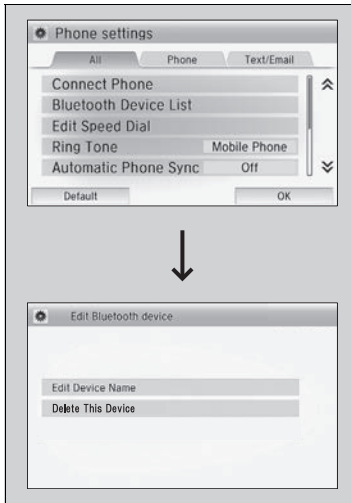 Phone settings
All Phone Text/Email
Connect Phone
Bluetooth Device List
Edit Speed Dial
Ring Tone Mobile Phone
Automatic Phone Sync Off
Default OK
Edit Bluetooth device
Edit Device Name
Delete This Device